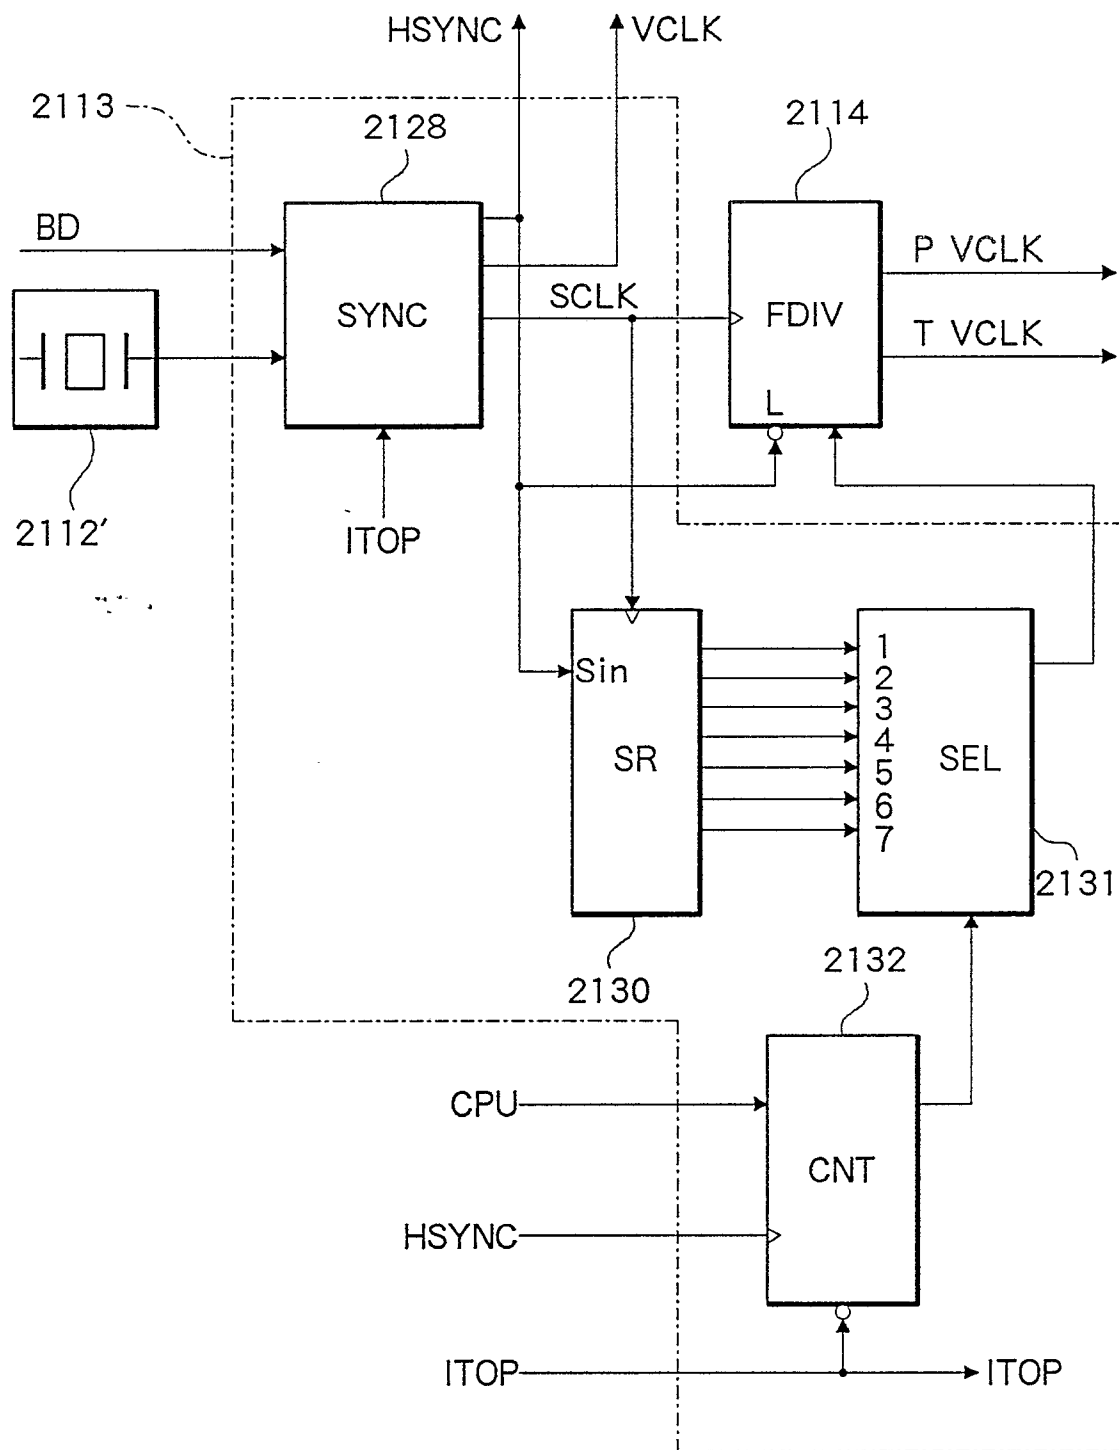 HSYNC
VCLK
2113
2128
2114
BD
P VCLK
SCLK
SYNC
FDIV
T VCLK
L
2112′
ITOP
Sin
1
2
3
4
5
6
7
SR
SEL
2131
2130
2132
CPU
CNT
HSYNC
ITOP
ITOP